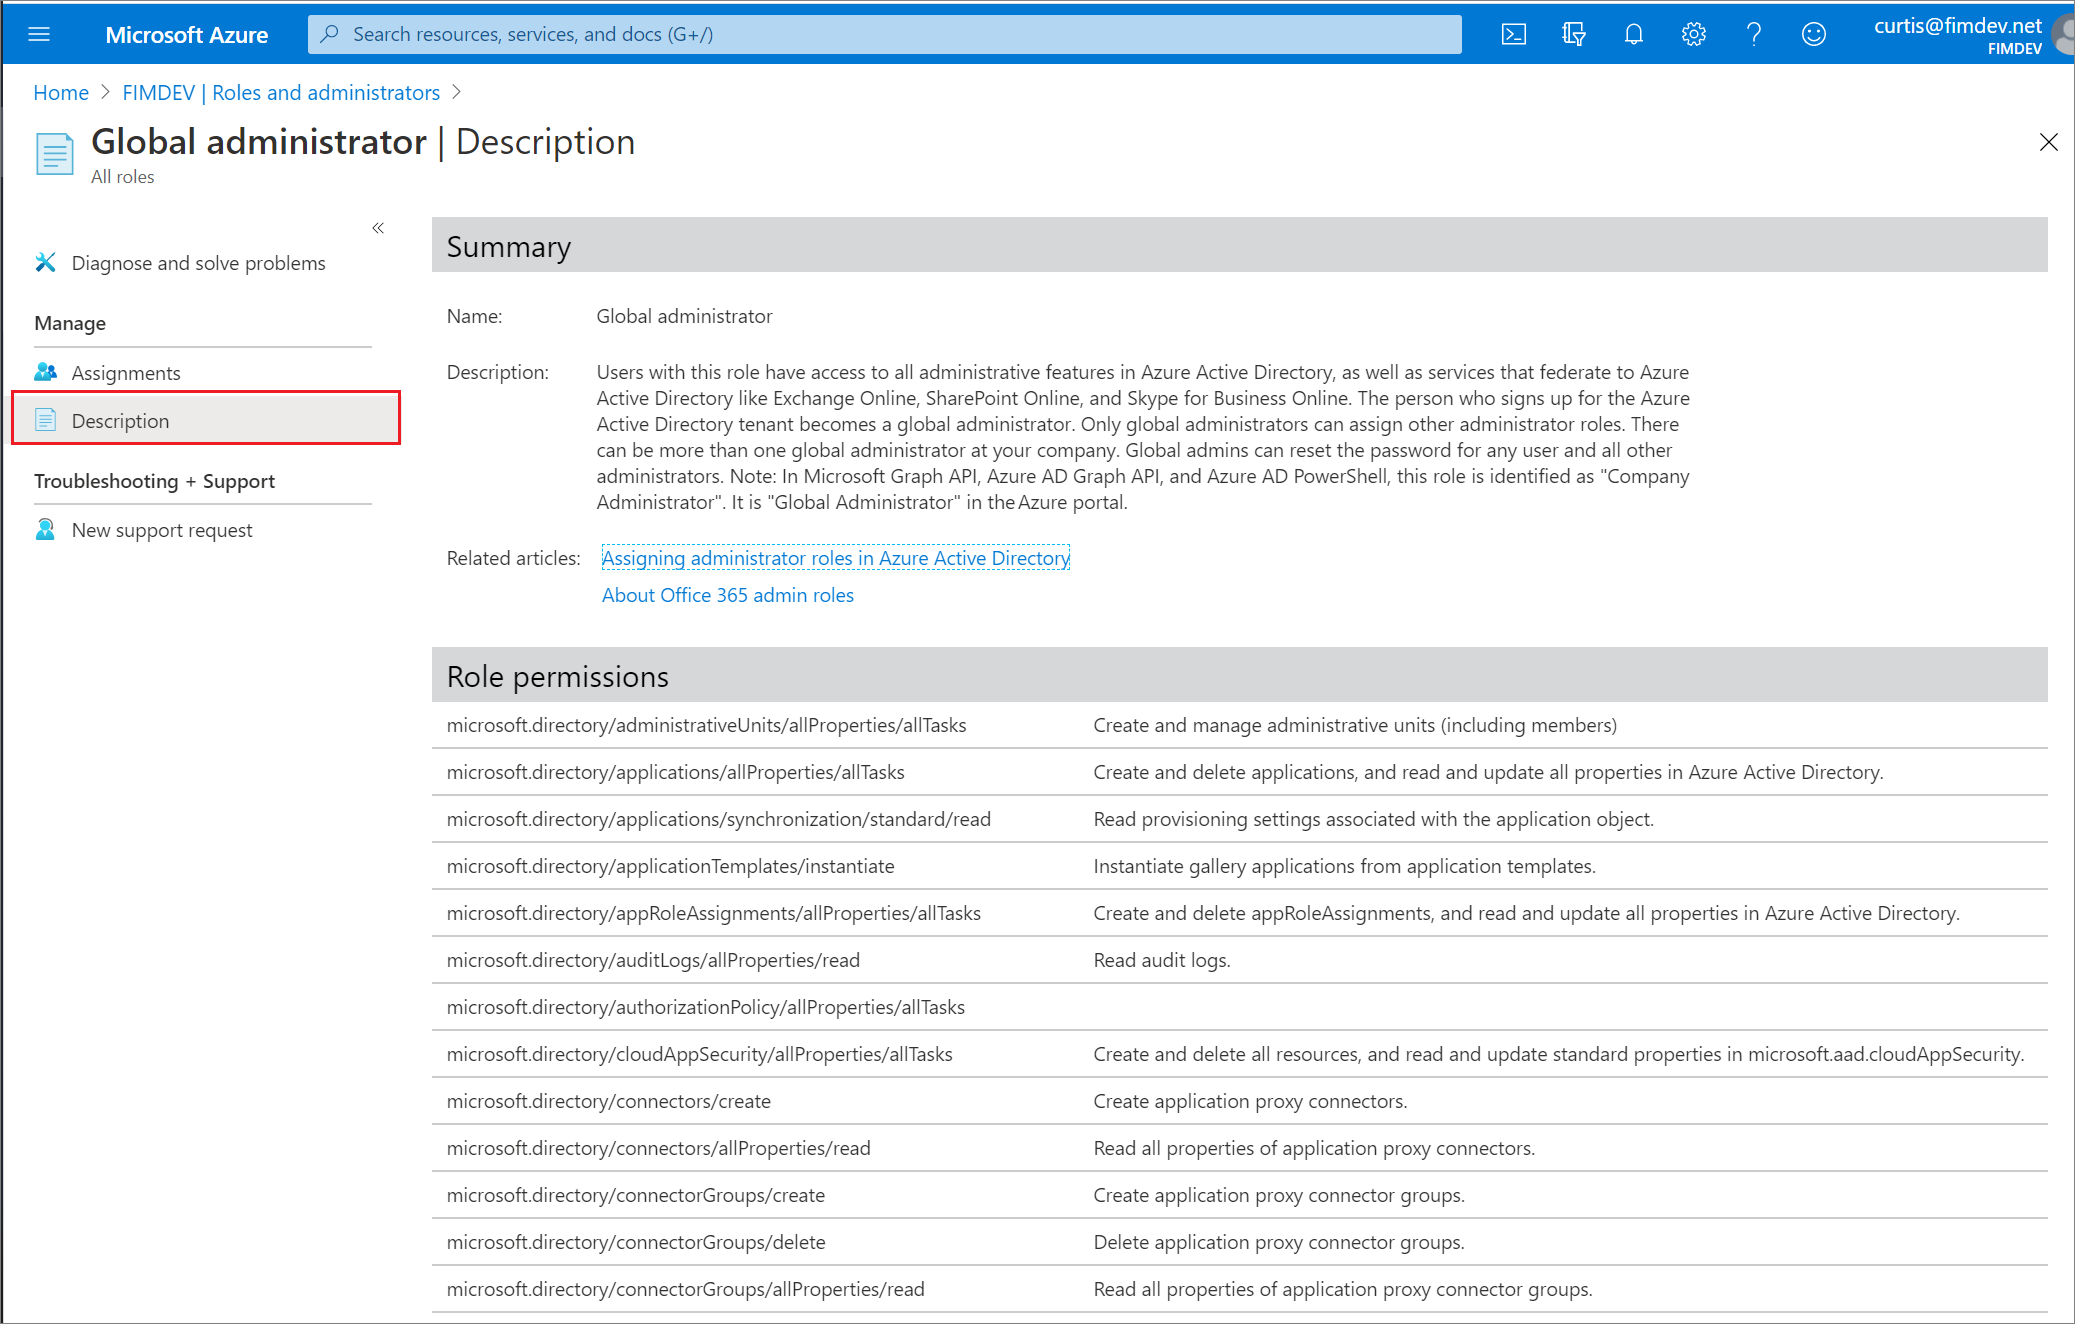 Microsoft Azure
Search resources, services, and docs (G+/)
curtis@fimdev.net
FIMDEV
Home > FIMDEV | Roles and administrators >
Global administrator | Description
All roles
«
Diagnose and solve problems
Manage
Assignments
Description
Troubleshooting + Support
New support request
Summary
Name: Global administrator
Description: Users with this role have access to all administrative features in Azure Active Directory, as well as services that federate to Azure
Active Directory like Exchange Online, SharePoint Online, and Skype for Business Online. The person who signs up for the Azure
Active Directory tenant becomes a global administrator. Only global administrators can assign other administrator roles. There
can be more than one global administrator at your company. Global admins can reset the password for any user and all other
administrators. Note: In Microsoft Graph API, Azure AD Graph API, and Azure AD PowerShell, this role is identified as "Company
Administrator". It is "Global Administrator" in the Azure portal.
Related articles: Assigning administrator roles in Azure Active Directory
About Office 365 admin roles
Role permissions
microsoft.directory/administrativeUnits/allProperties/allTasks Create and manage administrative units (including members)
microsoft.directory/applications/allProperties/allTasks Create and delete applications, and read and update all properties in Azure Active Directory.
microsoft.directory/applications/synchronization/standard/read Read provisioning settings associated with the application object.
microsoft.directory/applicationTemplates/instantiate Instantiate gallery applications from application templates.
microsoft.directory/appRoleAssignments/allProperties/allTasks Create and delete appRoleAssignments, and read and update all properties in Azure Active Directory.
microsoft.directory/auditLogs/allProperties/read Read audit logs.
microsoft.directory/authorizationPolicy/allProperties/allTasks
microsoft.directory/cloudAppSecurity/allProperties/allTasks Create and delete all resources, and read and update standard properties in microsoft.aad.cloudAppSecurity.
microsoft.directory/connectors/create Create application proxy connectors.
microsoft.directory/connectors/allProperties/read Read all properties of application proxy connectors.
microsoft.directory/connectorGroups/create Create application proxy connector groups.
microsoft.directory/connectorGroups/delete Delete application proxy connector groups.
microsoft.directory/connectorGroups/allProperties/read Read all properties of application proxy connector groups.